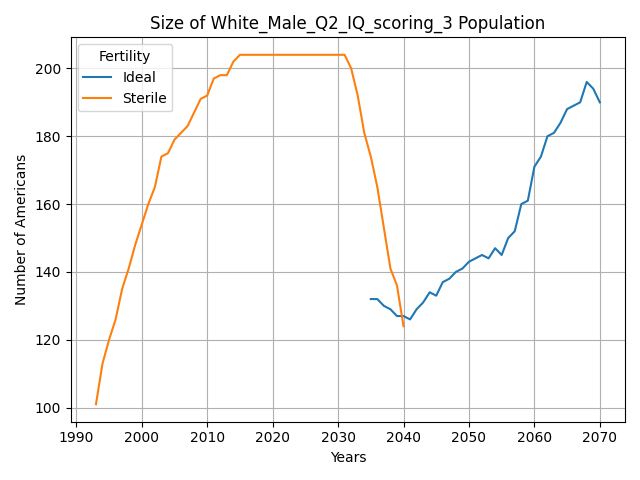 Size of White_Male_Q2_IQ_scoring_3 Population
Fertility
Ideal
Sterile
Number of Americans
200
180
160
140
120
100
1990 2000 2010 2020 2030 2040 2050 2060 2070
Years